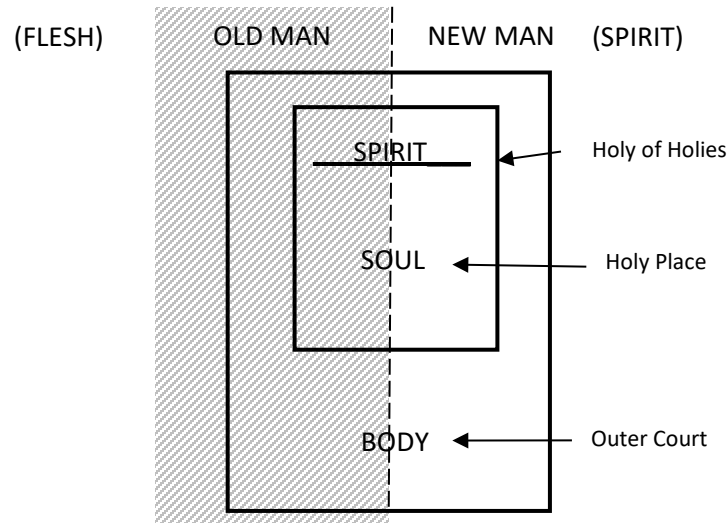 (FLESH) OLD MAN NEW MAN (SPIRIT)
SPIRIT Holy of Holies
SOUL Holy Place
BODY Outer Court